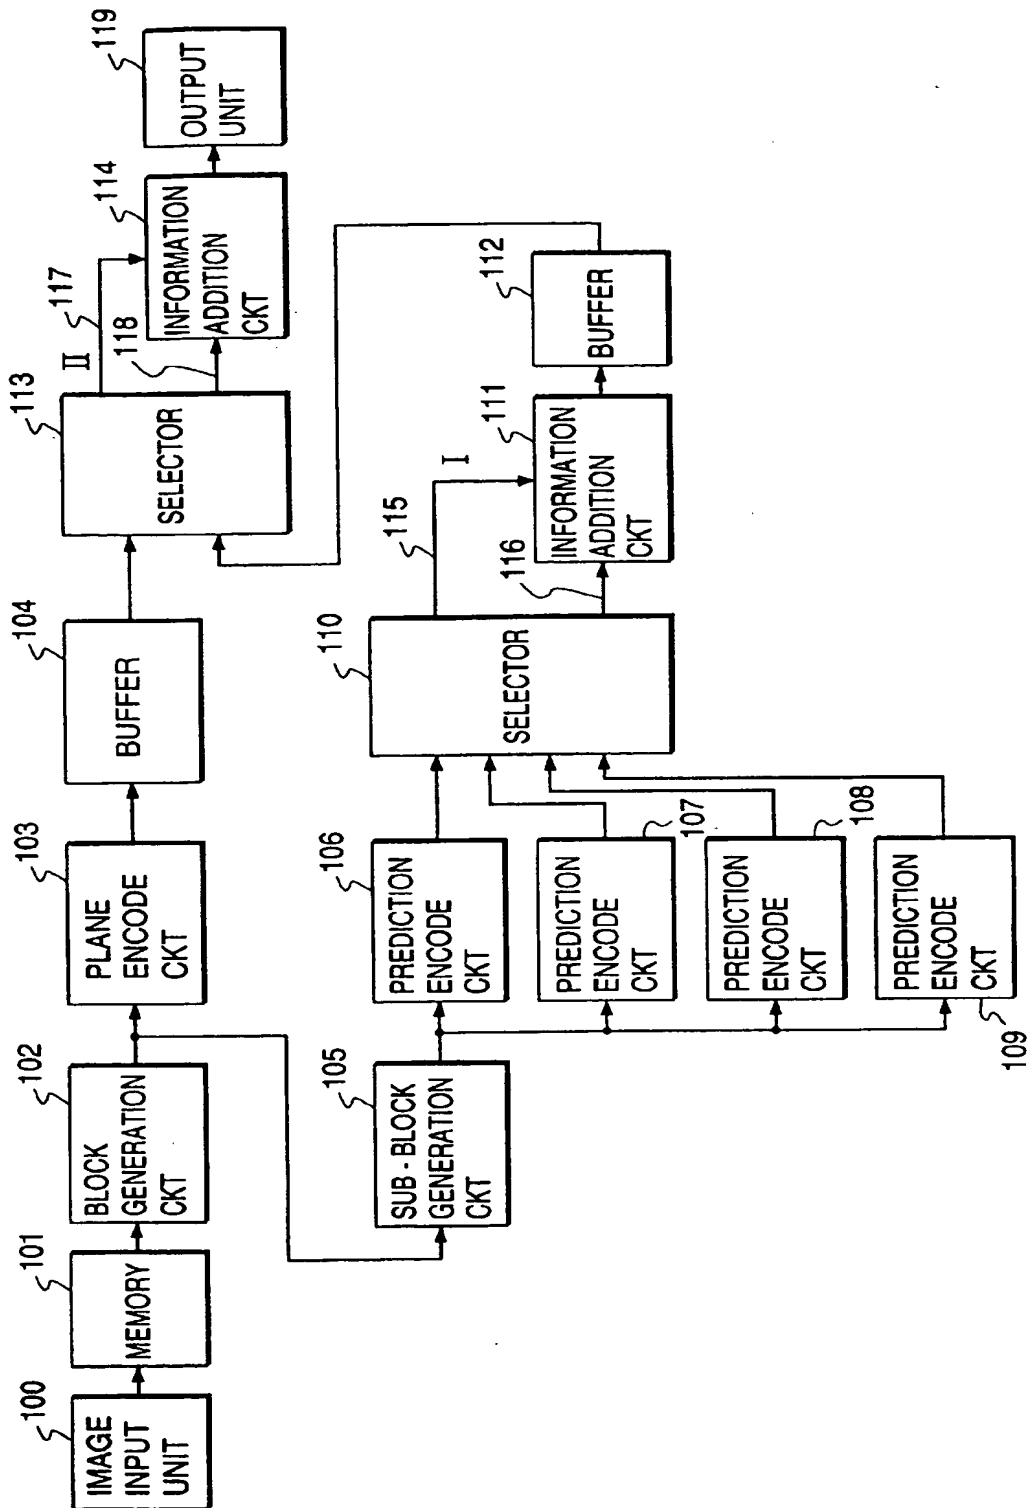 100
IMAGE
INPUT
UNIT
101
MEMORY
102
BLOCK
GENERATION
CKT
103
PLANE
ENCODE
CKT
104
BUFFER
113
SELECTOR
II
117
118
114
INFORMATION
ADDITION
CKT
119
OUTPUT
UNIT
105
SUB-BLOCK
GENERATION
CKT
106
PREDICTION
ENCODE
CKT
PREDICTION
ENCODE
CKT
107
PREDICTION
ENCODE
CKT
108
PREDICTION
ENCODE
CKT
109
110
SELECTOR
115
I
116
111
INFORMATION
ADDITION
CKT
112
BUFFER